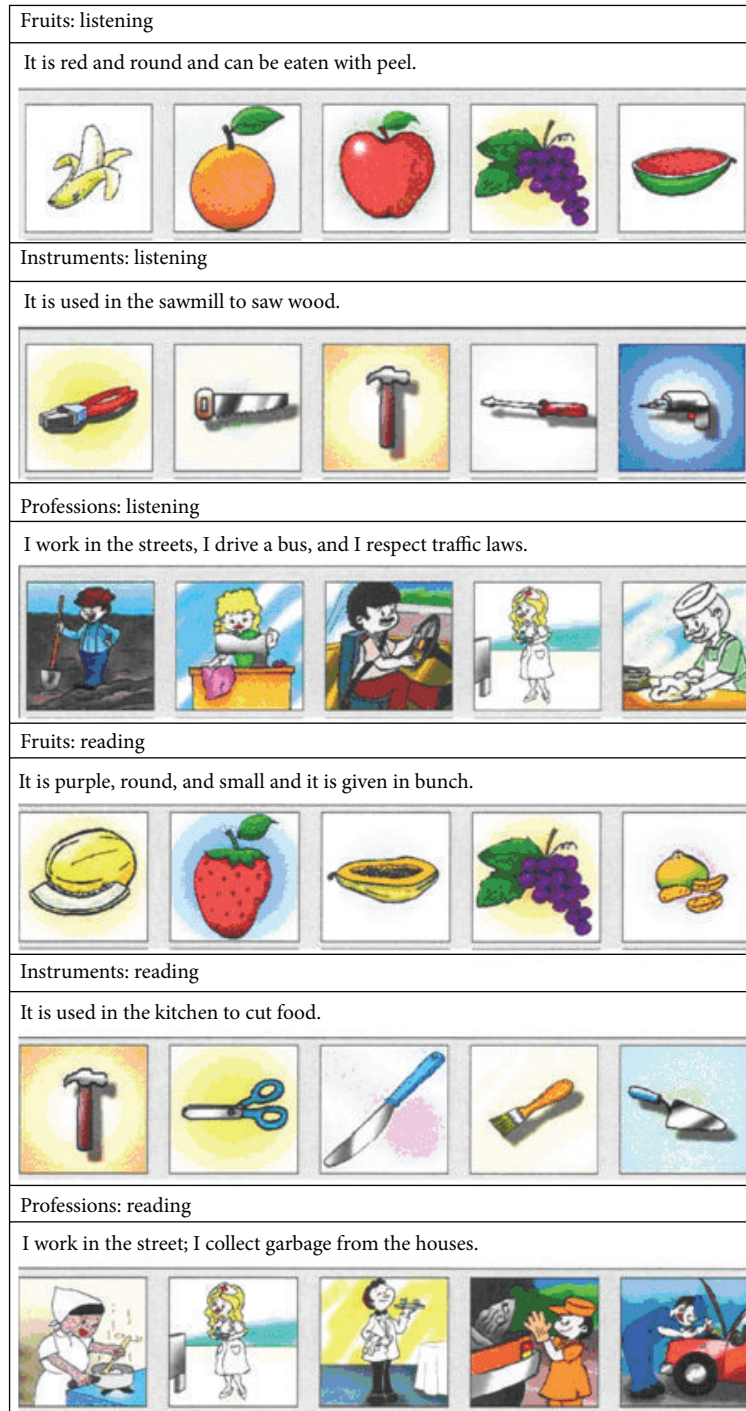 Fruits: listening
It is red and round and can be eaten with peel.
Instruments: listening
It is used in the sawmill to saw wood.
Professions: listening
I work in the streets, I drive a bus, and I respect traffic laws.
Fruits: reading
It is purple, round, and small and it is given in bunch.
Instruments: reading
It is used in the kitchen to cut food.
Professions: reading
I work in the street; I collect garbage from the houses.